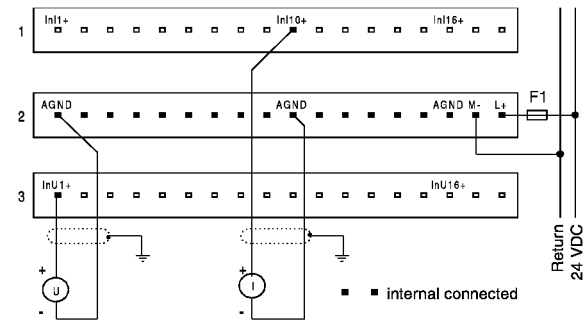 1 InI1+ InI10+ InI16+
F1
2 AGND AGND AGND M- L+
3 InU1+ InU16+
Return
24 VDC
+ +
U I
- -
internal connected